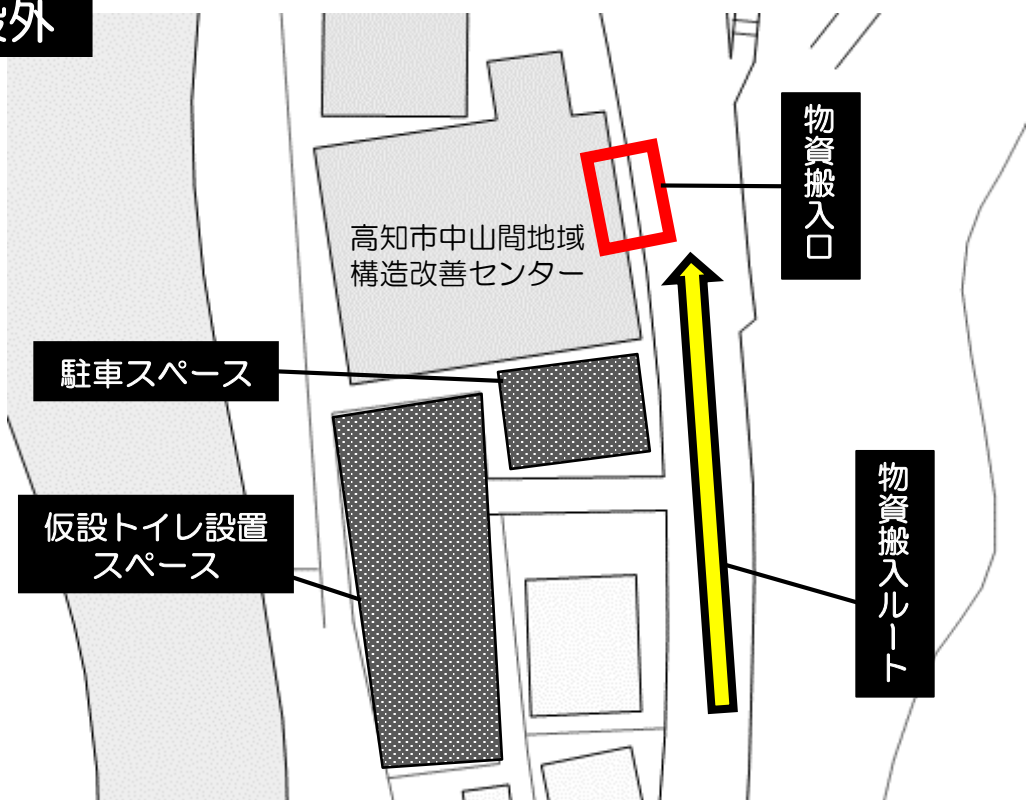 外
物資搬入口
高知市中山間地域
構造改善センター
駐車スペース
物資搬入ルート
仮設トイレ設置
スペース